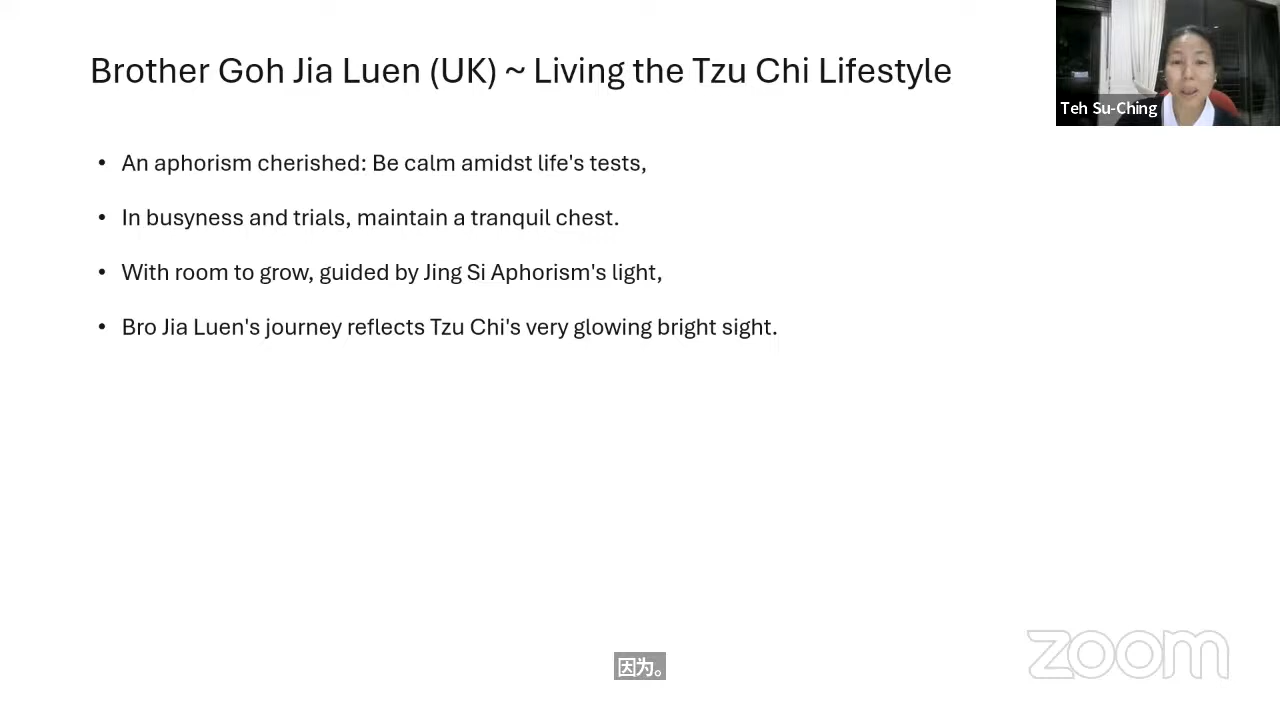 Brother Goh Jia Luen (UK) ~ Living the Tzu Chi Lifestyle
Teh Su-Ching
• An aphorism cherished: Be calm amidst life's tests,
• In busyness and trials, maintain a tranquil chest.
• With room to grow, guided by Jing Si Aphorism's light,
• Bro Jia Luen's journey reflects Tzu Chi's very glowing bright sight.
zoom
因为。